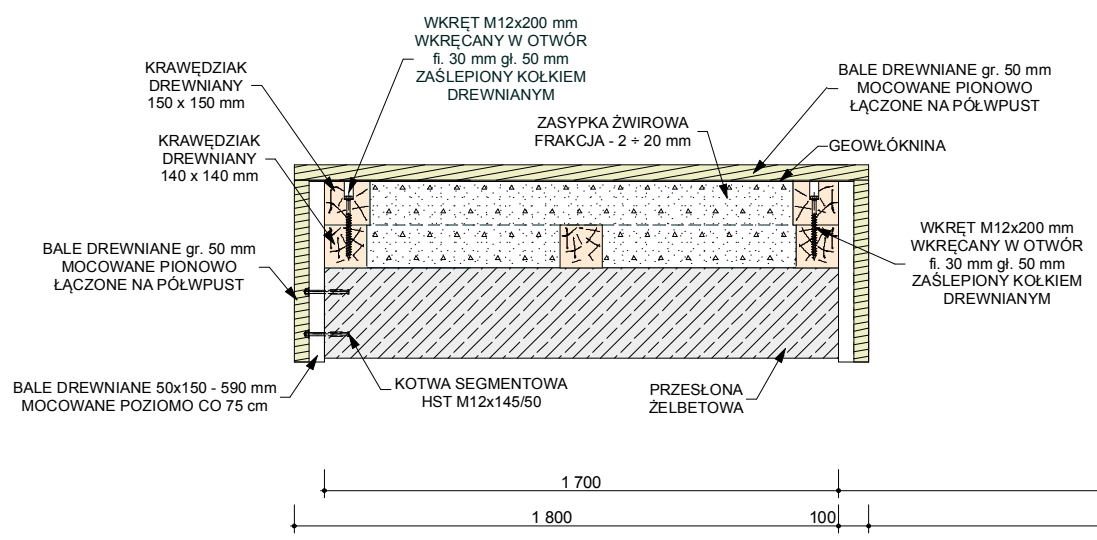 WKRĘT M12x200 mm
WKRĘCANY W OTWÓR
fi. 30 mm gł. 50 mm
ZAŚLEPIONY KOŁKIEM
DREWNIANYM
KRAWĘDZIAK
DREWNIANY
150 x 150 mm
KRAWĘDZIAK
DREWNIANY
140 x 140 mm
ZASYPKA ŻWIROWA
FRAKCJA - 2 ÷ 20 mm
BALE DREWNIANE gr. 50 mm
MOCOWANE PIONOWO
ŁĄCZONE NA PÓŁWPUST
GEOWŁÓKNINA
BALE DREWNIANE gr. 50 mm
MOCOWANE PIONOWO
ŁĄCZONE NA PÓŁWPUST
WKRĘT M12x200 mm
WKRĘCANY W OTWÓR
fi. 30 mm gł. 50 mm
ZAŚLEPIONY KOŁKIEM
DREWNIANYM
BALE DREWNIANE 50x150 - 590 mm
MOCOWANE POZIOMO CO 75 cm
KOTWA SEGMENTOWA
HST M12x145/50
PRZESŁONA
ŻELBETOWA
1 700
1 800
100